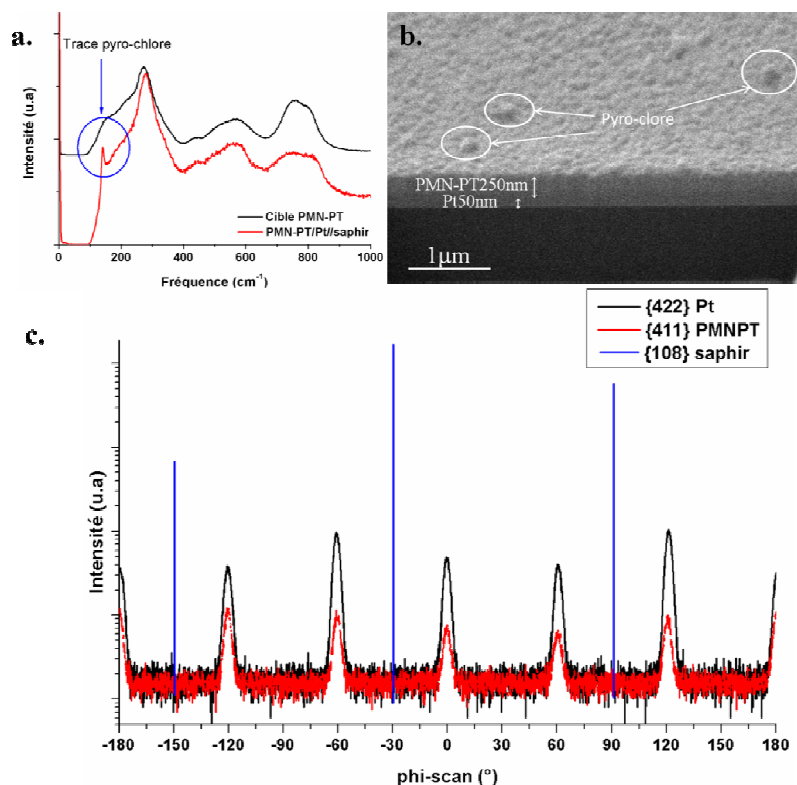 a.
Trace pyro-chlore
Intensité (u.a)
Cible PMN-PT
PMN-PT/Pt//saphir
0
200
400
600
800
1000
Fréquence (cm-1)
b.
Pyro-clore
PMN-PT250nm
Pt50nm
1µm
c.
{422} Pt
{411} PMNPT
{108} saphir
Intensité (u.a)
-180
-150
-120
-90
-60
-30
0
30
60
90
120
150
180
phi-scan (°)